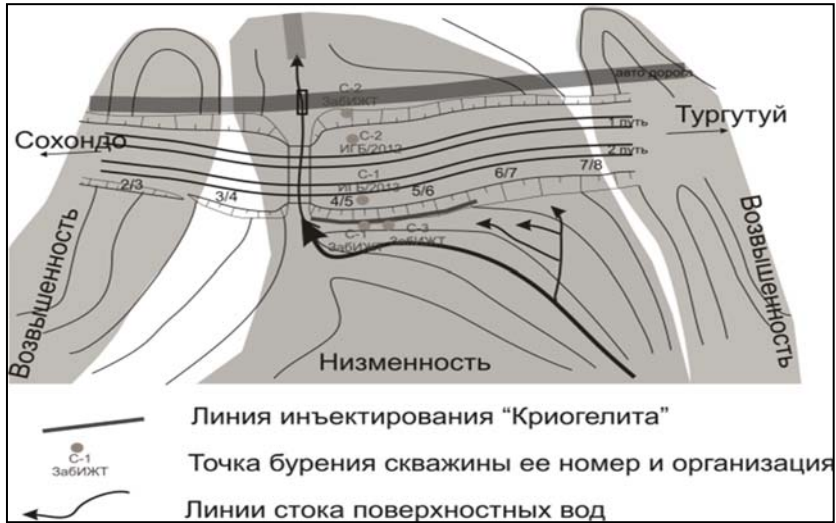 авто дорога
С-2
ЗабИЖТ
Тургутуй
1 путь
Сохондо
С-2
ИГБ/2013
2 путь
С-1
ИГБ/2013
2/3
3/4
4/5
5/6
6/7
7/8
С-1
ЗабИЖТ
С-3
ЗабИЖТ
Возвышенность
Низменность
Возвышенность
Линия инъектирования “Криогелита”
С-1
ЗабИЖТ
Точка бурения скважины ее номер и организация
Линии стока поверхностных вод